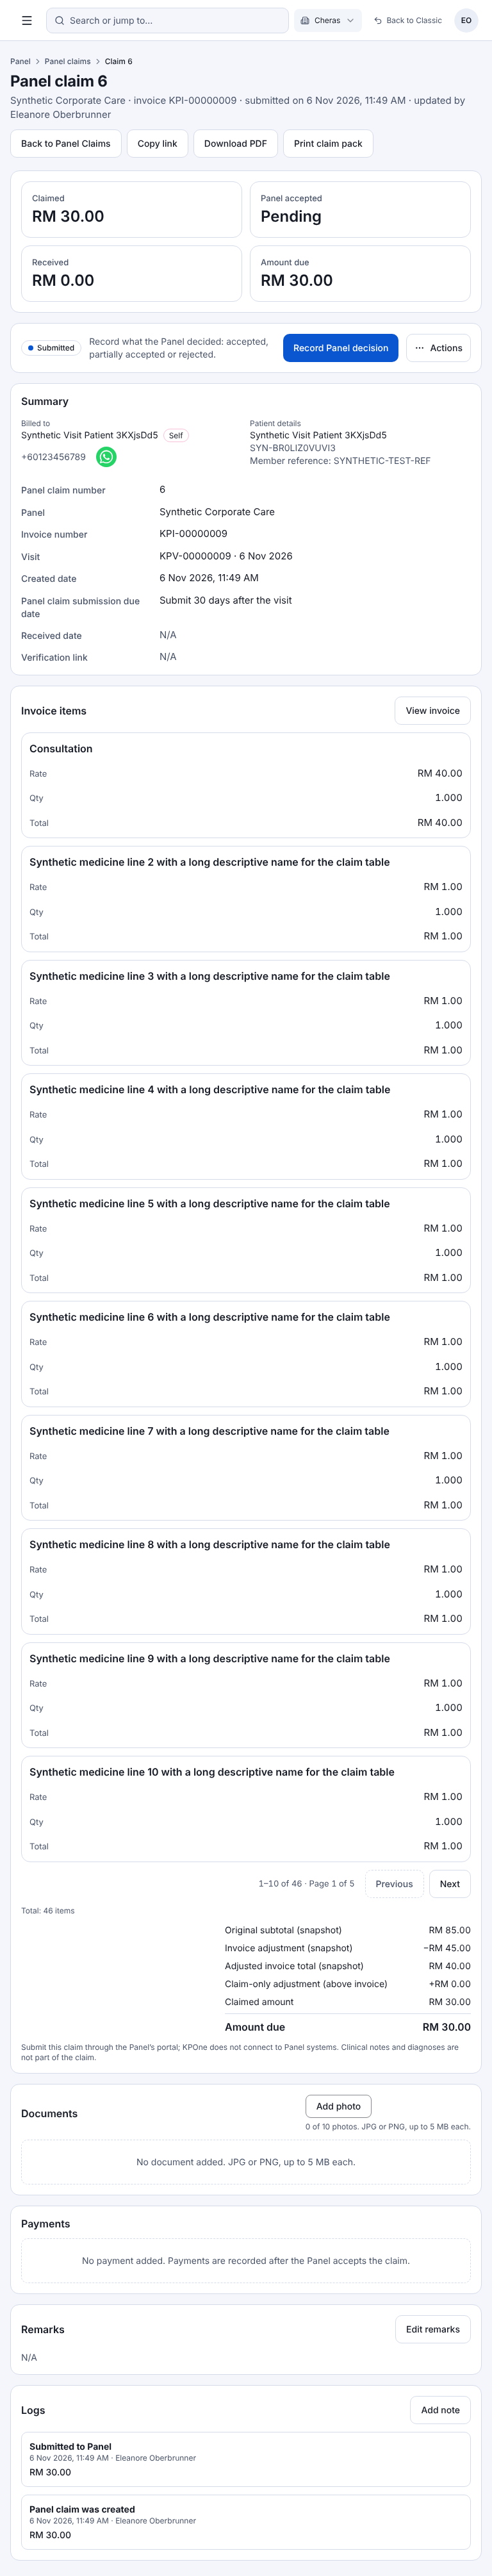 Search or jump to...
Cheras
Back to Classic
EO
Panel > Panel claims > Claim 6
Panel claim 6
Synthetic Corporate Care · invoice KPI-00000009 · submitted on 6 Nov 2026, 11:49 AM · updated by
Eleanore Oberbrunner
Back to Panel Claims
Copy link
Download PDF
Print claim pack
Claimed
RM 30.00
Panel accepted
Pending
Received
RM 0.00
Amount due
RM 30.00
Submitted
Record what the Panel decided: accepted,
partially accepted or rejected.
Record Panel decision
Actions
Summary
Billed to
Synthetic Visit Patient 3KXjsDd5 Self
+60123456789
Patient details
Synthetic Visit Patient 3KXjsDd5
SYN-BR0LIZ0VUVI3
Member reference: SYNTHETIC-TEST-REF
Panel claim number 6
Panel Synthetic Corporate Care
Invoice number KPI-00000009
Visit KPV-00000009 · 6 Nov 2026
Created date 6 Nov 2026, 11:49 AM
Panel claim submission due
date
Submit 30 days after the visit
Received date N/A
Verification link N/A
Invoice items
View invoice
Consultation
Rate RM 40.00
Qty 1.000
Total RM 40.00
Synthetic medicine line 2 with a long descriptive name for the claim table
Rate RM 1.00
Qty 1.000
Total RM 1.00
Synthetic medicine line 3 with a long descriptive name for the claim table
Rate RM 1.00
Qty 1.000
Total RM 1.00
Synthetic medicine line 4 with a long descriptive name for the claim table
Rate RM 1.00
Qty 1.000
Total RM 1.00
Synthetic medicine line 5 with a long descriptive name for the claim table
Rate RM 1.00
Qty 1.000
Total RM 1.00
Synthetic medicine line 6 with a long descriptive name for the claim table
Rate RM 1.00
Qty 1.000
Total RM 1.00
Synthetic medicine line 7 with a long descriptive name for the claim table
Rate RM 1.00
Qty 1.000
Total RM 1.00
Synthetic medicine line 8 with a long descriptive name for the claim table
Rate RM 1.00
Qty 1.000
Total RM 1.00
Synthetic medicine line 9 with a long descriptive name for the claim table
Rate RM 1.00
Qty 1.000
Total RM 1.00
Synthetic medicine line 10 with a long descriptive name for the claim table
Rate RM 1.00
Qty 1.000
Total RM 1.00
1–10 of 46 · Page 1 of 5
Previous
Next
Total: 46 items
Original subtotal (snapshot) RM 85.00
Invoice adjustment (snapshot) −RM 45.00
Adjusted invoice total (snapshot) RM 40.00
Claim-only adjustment (above invoice) +RM 0.00
Claimed amount RM 30.00
Amount due RM 30.00
Submit this claim through the Panel's portal; KPOne does not connect to Panel systems. Clinical notes and diagnoses are
not part of the claim.
Documents
Add photo
0 of 10 photos. JPG or PNG, up to 5 MB each.
No document added. JPG or PNG, up to 5 MB each.
Payments
No payment added. Payments are recorded after the Panel accepts the claim.
Remarks
Edit remarks
N/A
Logs
Add note
Submitted to Panel
6 Nov 2026, 11:49 AM · Eleanore Oberbrunner
RM 30.00
Panel claim was created
6 Nov 2026, 11:49 AM · Eleanore Oberbrunner
RM 30.00